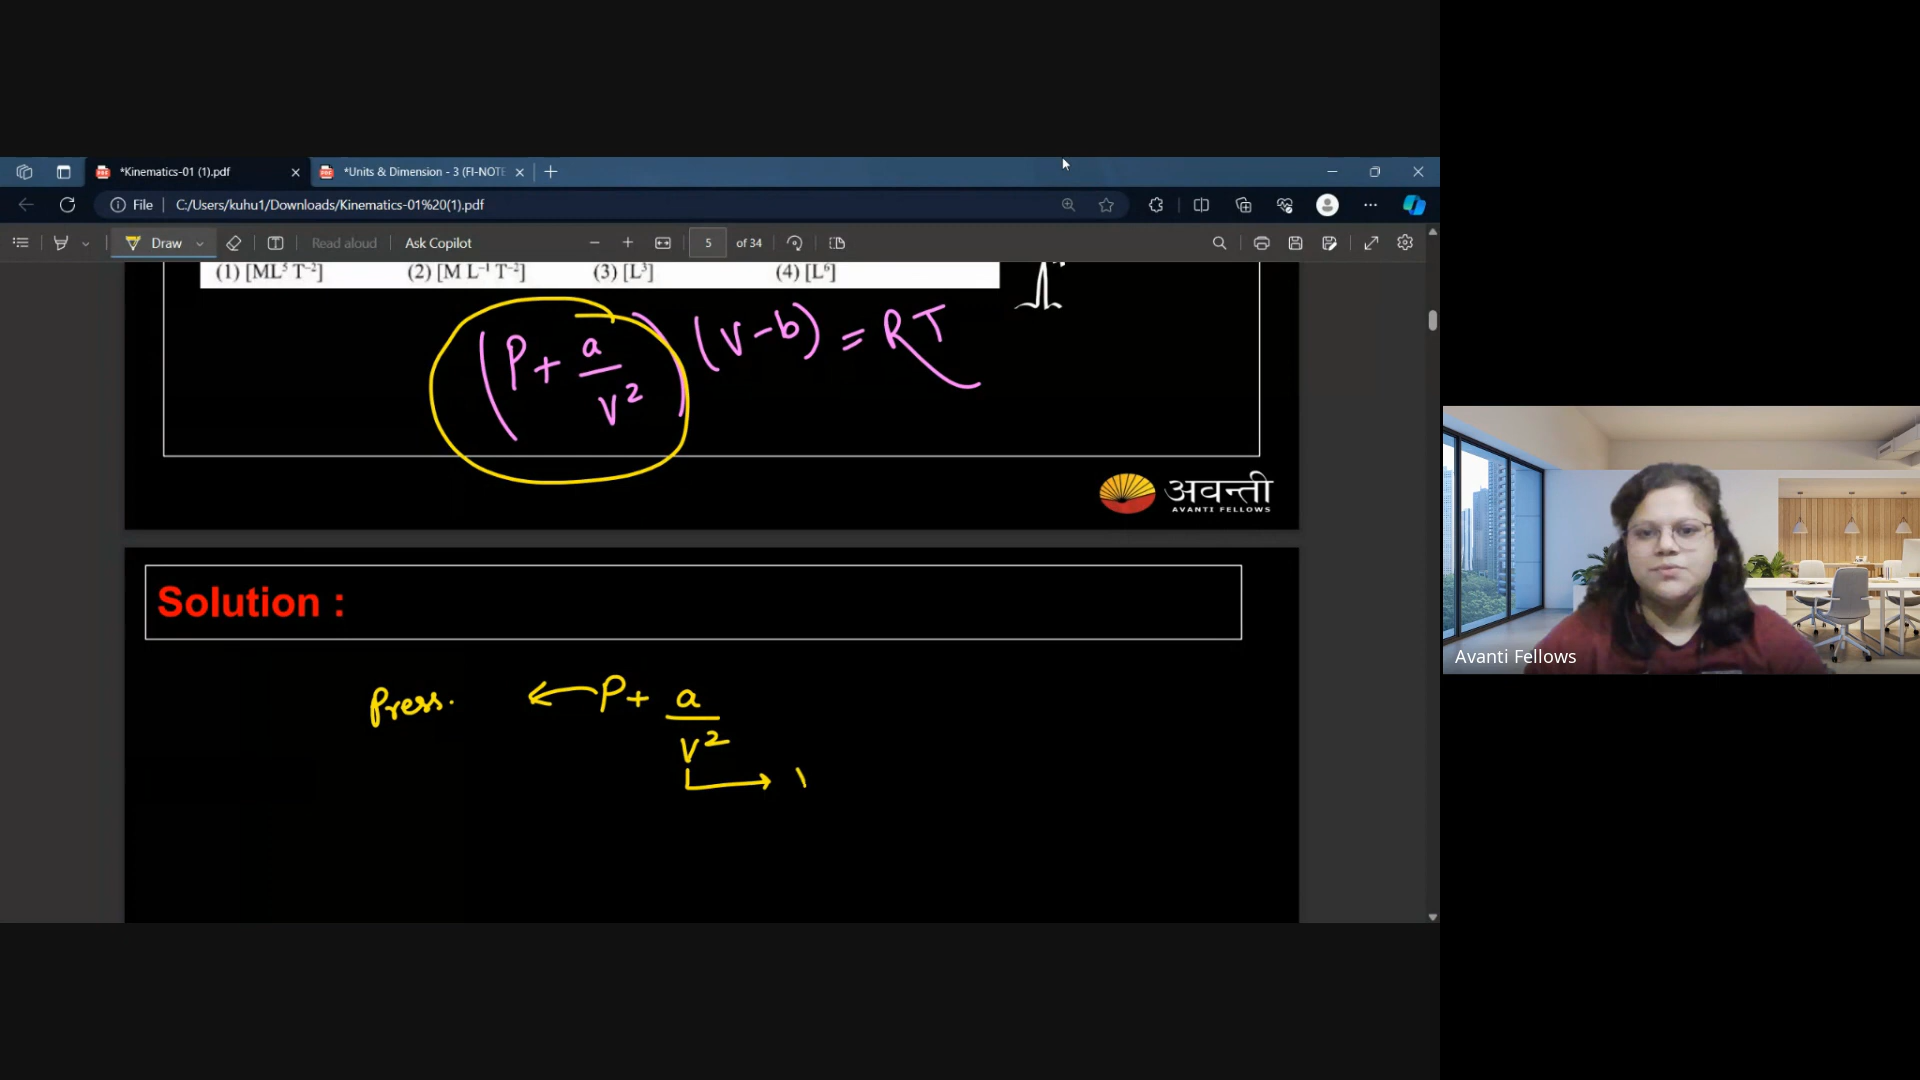 *Kinematics-01 (1).pdf
*Units & Dimension - 3 (FI-NOTE
File
C:/Users/kuhu1/Downloads/Kinematics-01%20(1).pdf
Draw
Read aloud
Ask Copilot
5
of 34
(1) [ML⁵ T⁻²]
(2) [M L⁻¹ T⁻²]
(3) [L³]
(4) [L⁶]
(P + a/V²) (V-b) = RT
अवन्ती
AVANTI FELLOWS
Solution :
Press. ← P + a/V²
Avanti Fellows